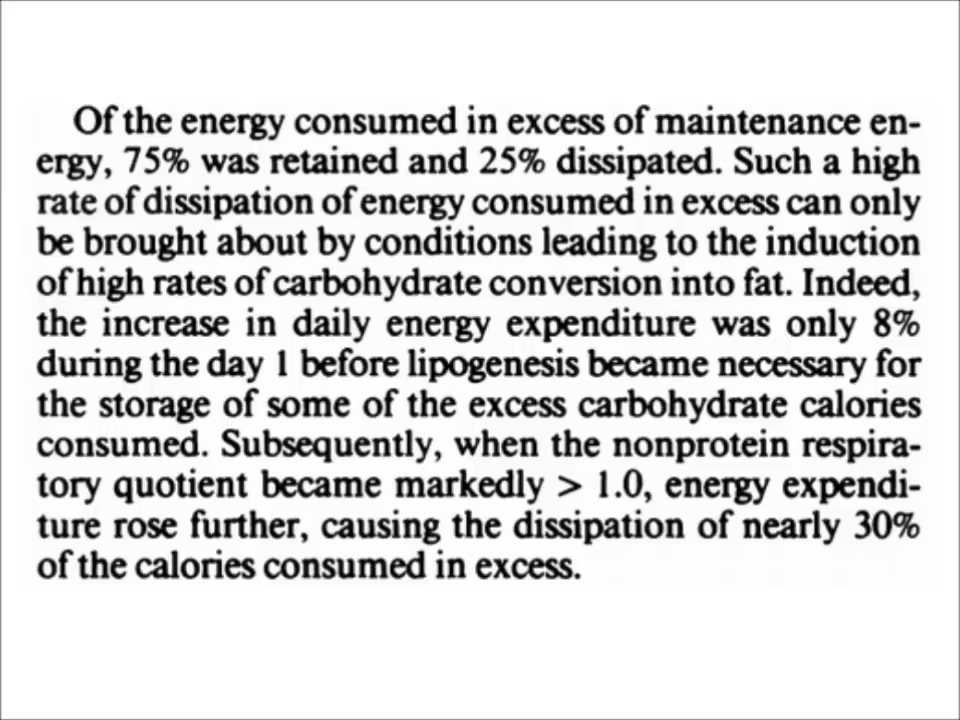 Of the energy consumed in excess of maintenance en-
ergy, 75% was retained and 25% dissipated. Such a high
rate of dissipation of energy consumed in excess can only
be brought about by conditions leading to the induction
of high rates of carbohydrate conversion into fat. Indeed,
the increase in daily energy expenditure was only 8%
during the day 1 before lipogenesis became necessary for
the storage of some of the excess carbohydrate calories
consumed. Subsequently, when the nonprotein respira-
tory quotient became markedly > 1.0, energy expendi-
ture rose further, causing the dissipation of nearly 30%
of the calories consumed in excess.